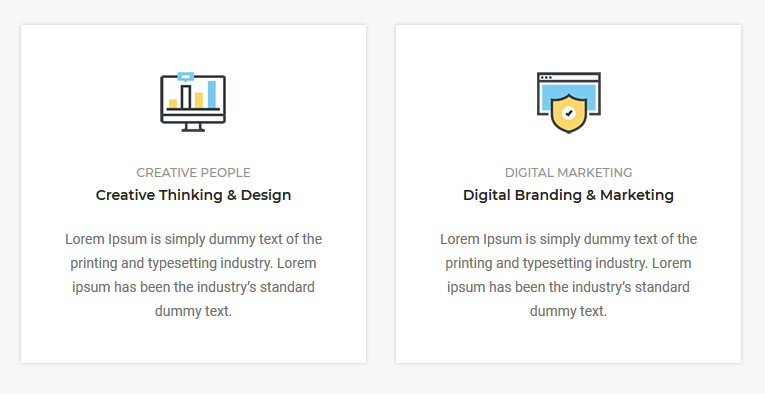 CREATIVE PEOPLE
Creative Thinking & Design
Lorem Ipsum is simply dummy text of the
printing and typesetting industry. Lorem
ipsum has been the industry’s standard
dummy text.
DIGITAL MARKETING
Digital Branding & Marketing
Lorem Ipsum is simply dummy text of the
printing and typesetting industry. Lorem
ipsum has been the industry’s standard
dummy text.